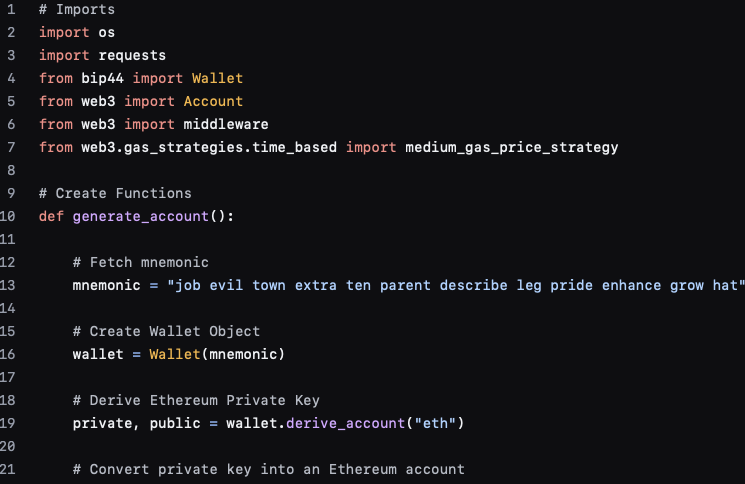 1 # Imports
2 import os
3 import requests
4 from bip44 import Wallet
5 from web3 import Account
6 from web3 import middleware
7 from web3.gas_strategies.time_based import medium_gas_price_strategy
8
9 # Create Functions
10 def generate_account():
11
12 # Fetch mnemonic
13 mnemonic = "job evil town extra ten parent describe leg pride enhance grow hat"
14
15 # Create Wallet Object
16 wallet = Wallet(mnemonic)
17
18 # Derive Ethereum Private Key
19 private, public = wallet.derive_account("eth")
20
21 # Convert private key into an Ethereum account